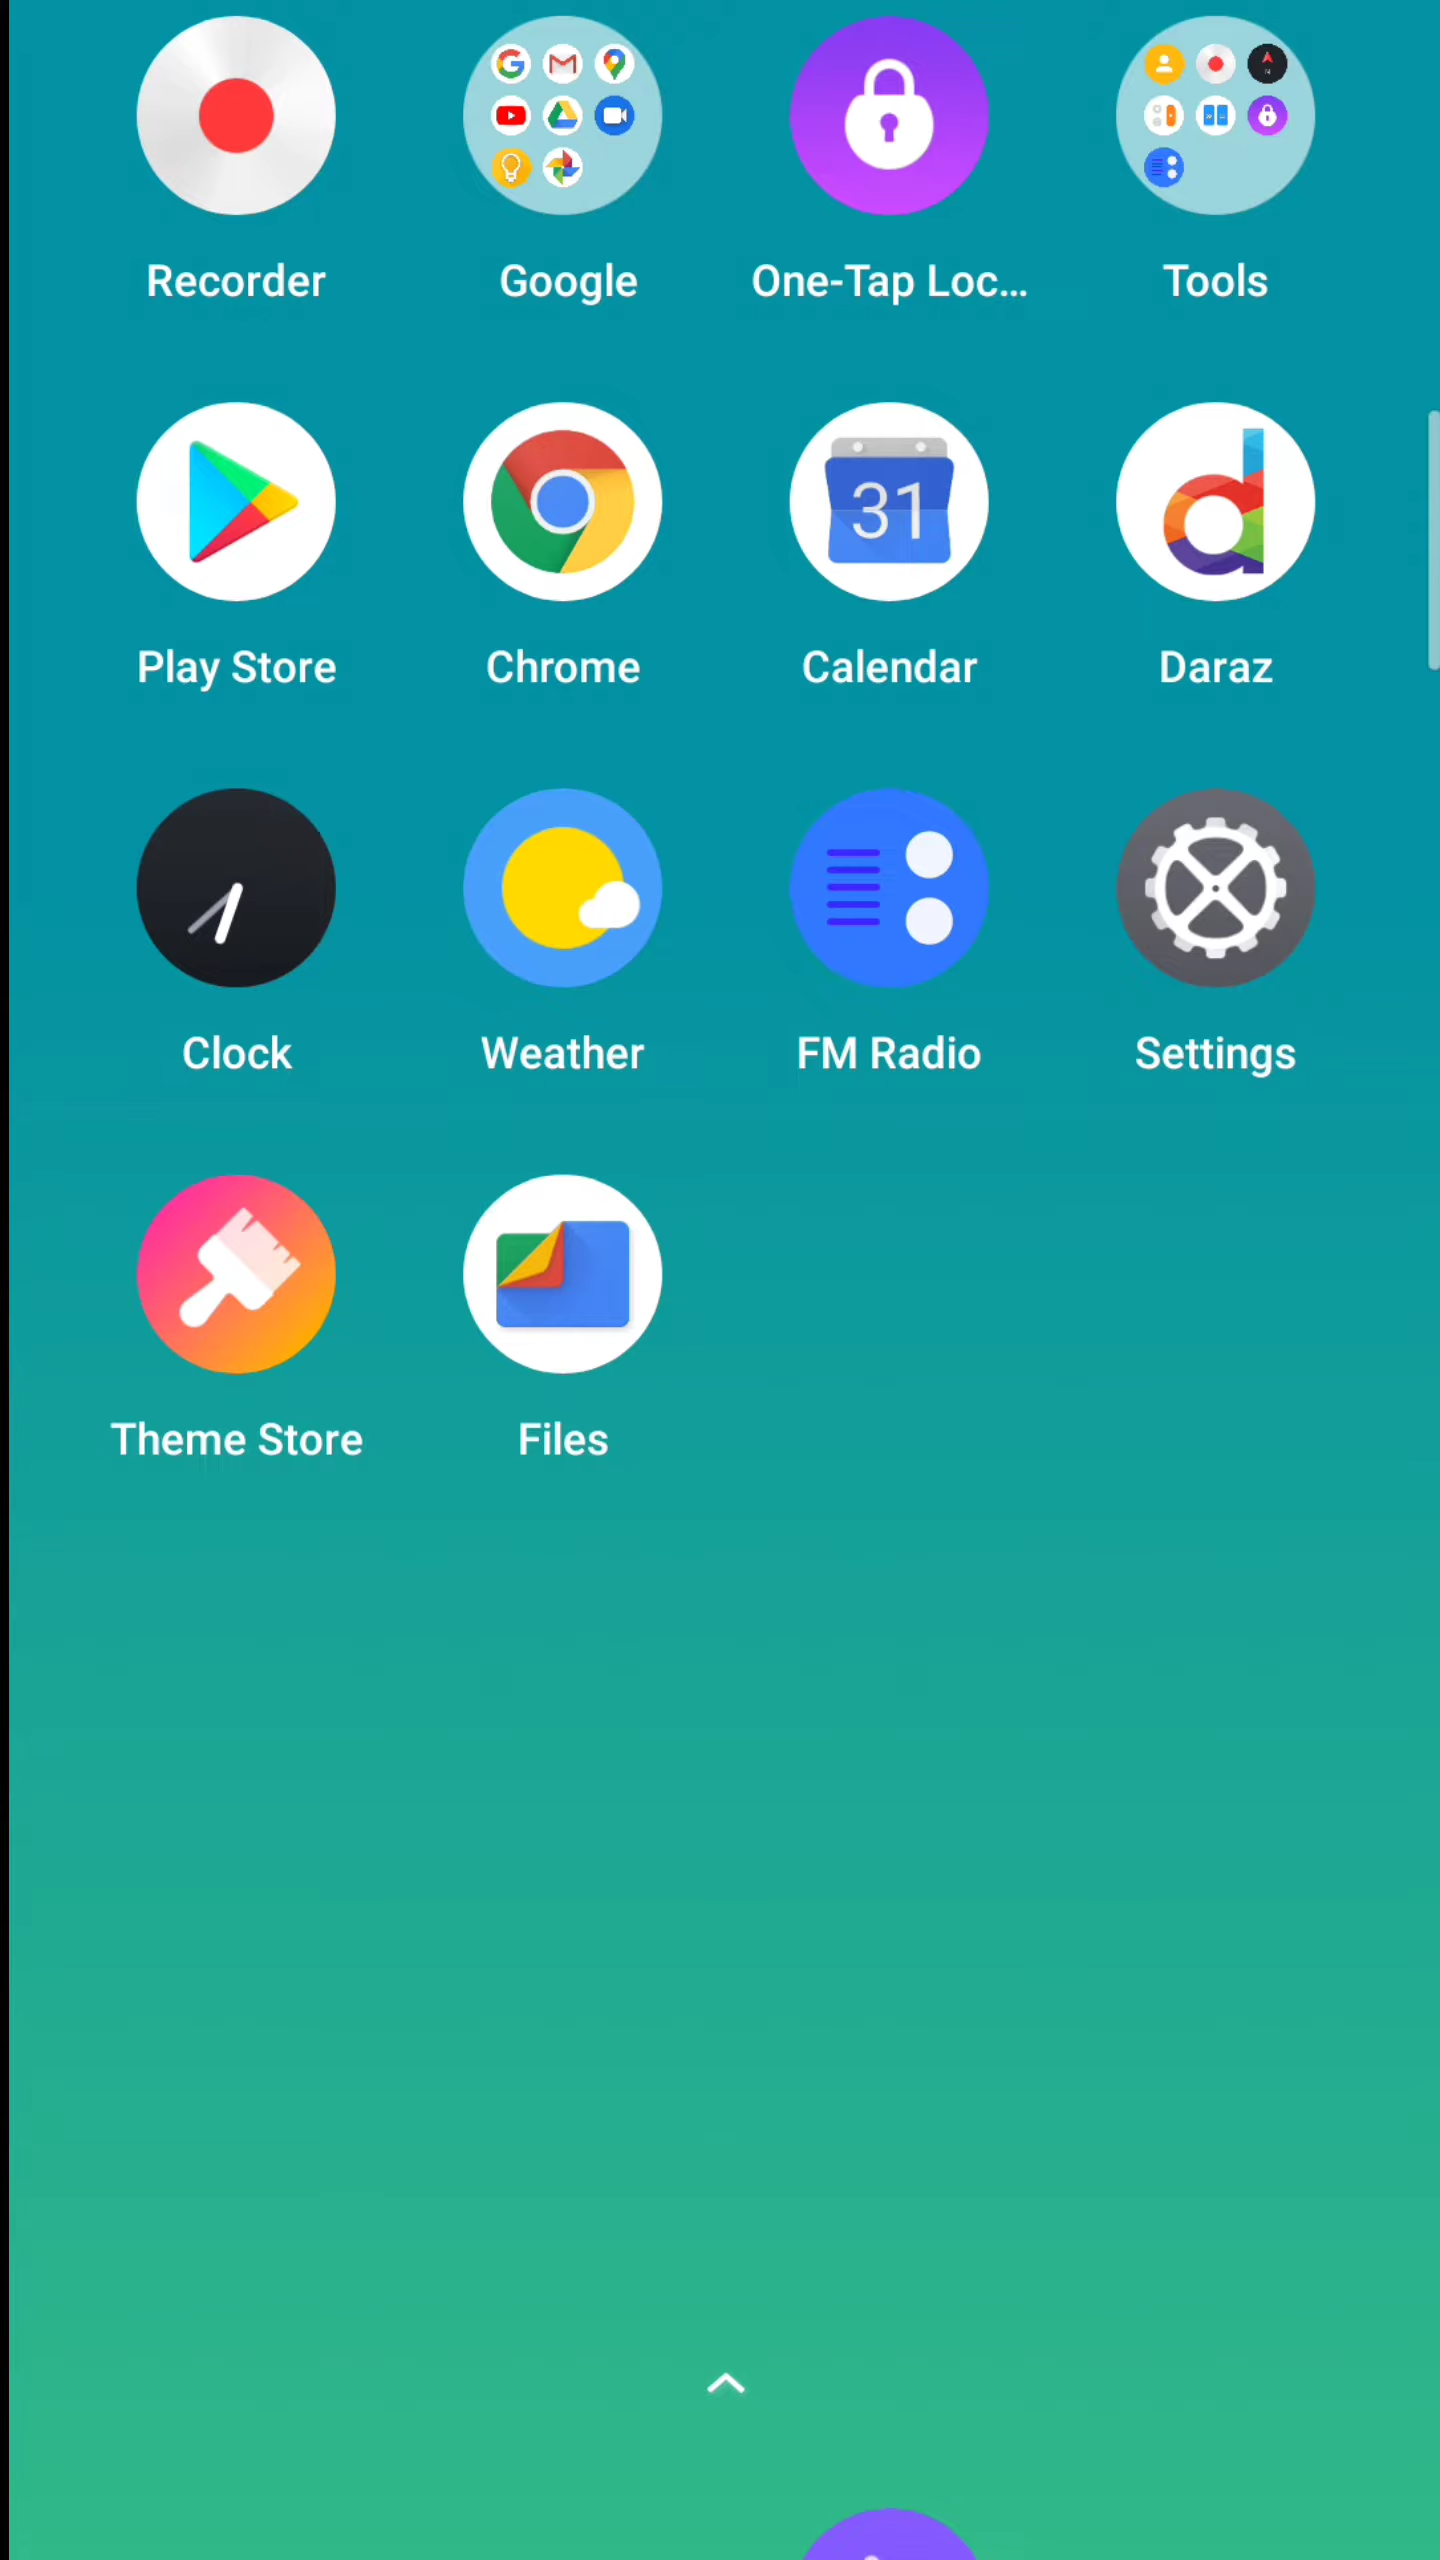 Recorder Google One-Tap Loc... Tools
31
Play Store Chrome Calendar Daraz
Clock Weather FM Radio Settings
Theme Store Files